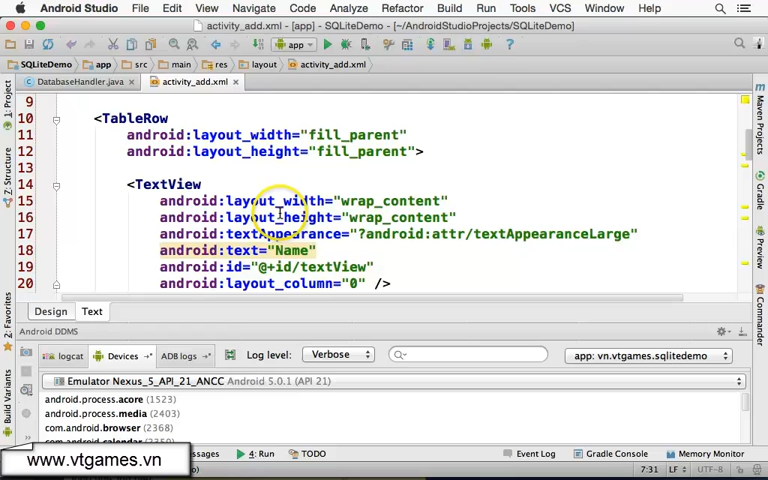 Android Studio File Edit View Navigate Code Analyze Refactor Build Run Tools VCS Window Help
activity_add.xml - [app] - SQLiteDemo - [~/AndroidStudioProjects/SQLiteDemo]
app
SQLiteDemo app src main res layout activity_add.xml
DatabaseHandler.java activity_add.xml
1: Project
Z: Structure
2: Favorites
Build Variants
Maven Projects
Gradle
Preview
Commander
9
10 <TableRow
11 android:layout_width="fill_parent"
12 android:layout_height="fill_parent">
13
14 <TextView
15 android:layout_width="wrap_content"
16 android:layout_height="wrap_content"
17 android:textAppearance="?android:attr/textAppearanceLarge"
18 android:text="Name"
19 android:id="@+id/textView"
20 android:layout_column="0" />
Design Text
Android DDMS
logcat Devices ADB logs Log level: Verbose app: vn.vtgames.sqlitedemo
Emulator Nexus_5_API_21_ANCC Android 5.0.1 (API 21)
android.process.acore (1523)
android.process.media (2403)
com.android.browser (2368)
www.vtgames.vn
4: Run TODO Event Log Gradle Console Memory Monitor
7:31 LF UTF-8